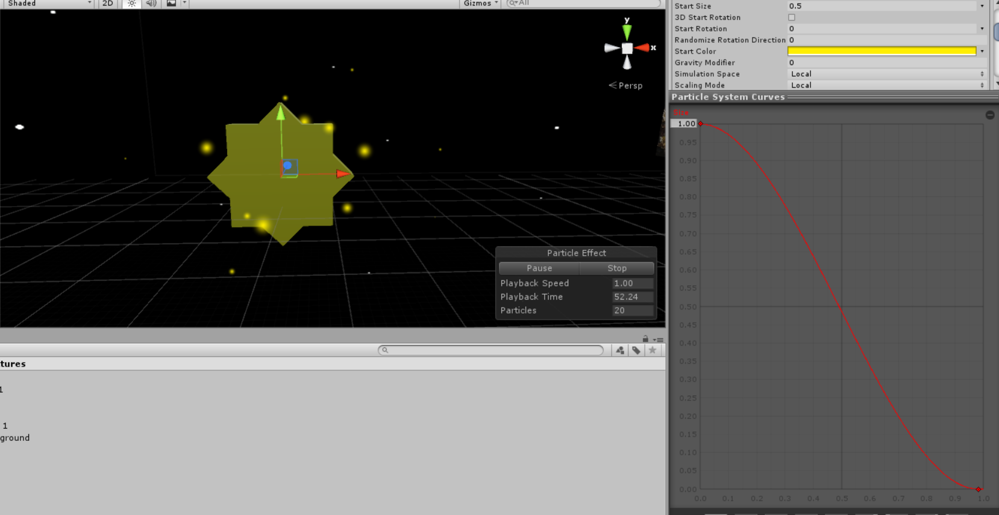 Shaded
2D
Gizmos
All
y
x
Persp
Particle Effect
Pause
Stop
Playback Speed 1.00
Playback Time 52.24
Particles 20
tures
1
1
ground
Start Size 0.5
3D Start Rotation
Start Rotation 0
Randomize Rotation Direction 0
Start Color
Gravity Modifier 0
Simulation Space Local
Scaling Mode Local
Particle System Curves
Size
1.00
0.95
0.90
0.85
0.80
0.75
0.70
0.65
0.60
0.55
0.50
0.45
0.40
0.35
0.30
0.25
0.20
0.15
0.10
0.05
0.00
0.0 0.1 0.2 0.3 0.4 0.5 0.6 0.7 0.8 0.9 1.0